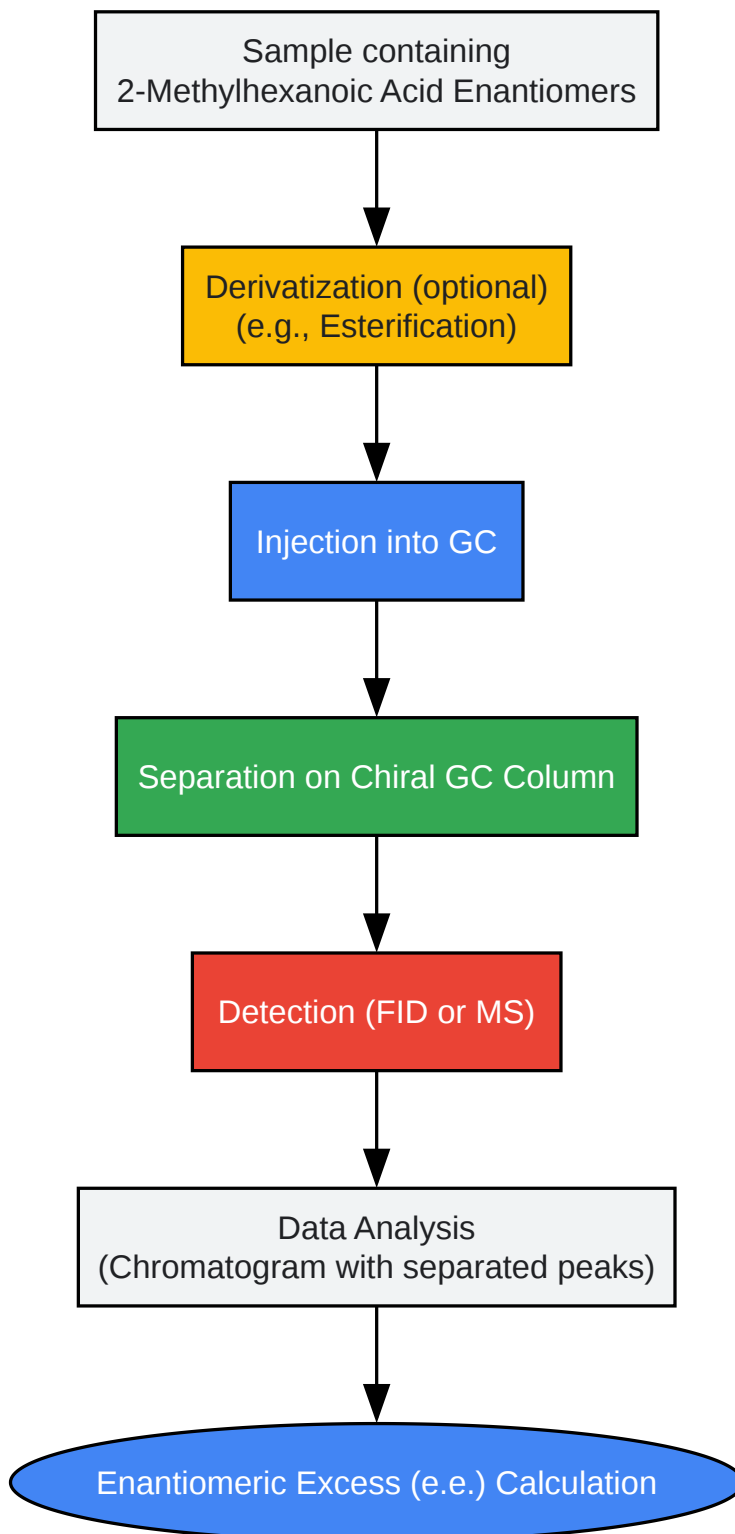 Sample containing
2-Methylhexanoic Acid Enantiomers
Derivatization (optional)
(e.g., Esterification)
Injection into GC
Separation on Chiral GC Column
Detection (FID or MS)
Data Analysis
(Chromatogram with separated peaks)
Enantiomeric Excess (e.e.) Calculation